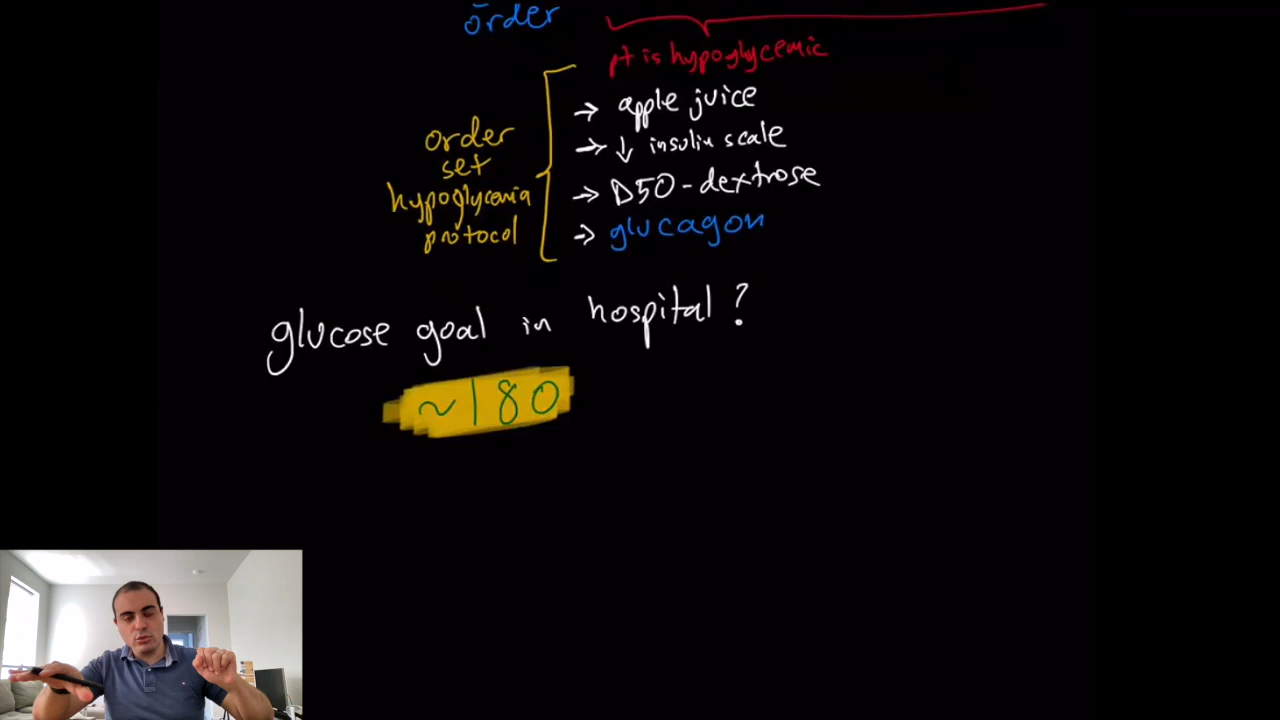 order
pt is hypoglycemic
order
set
hypoglycemia
protocol
→ apple juice
→ ↓ insulin scale
→ D50-dextrose
→ glucagon
glucose goal in hospital?
~180